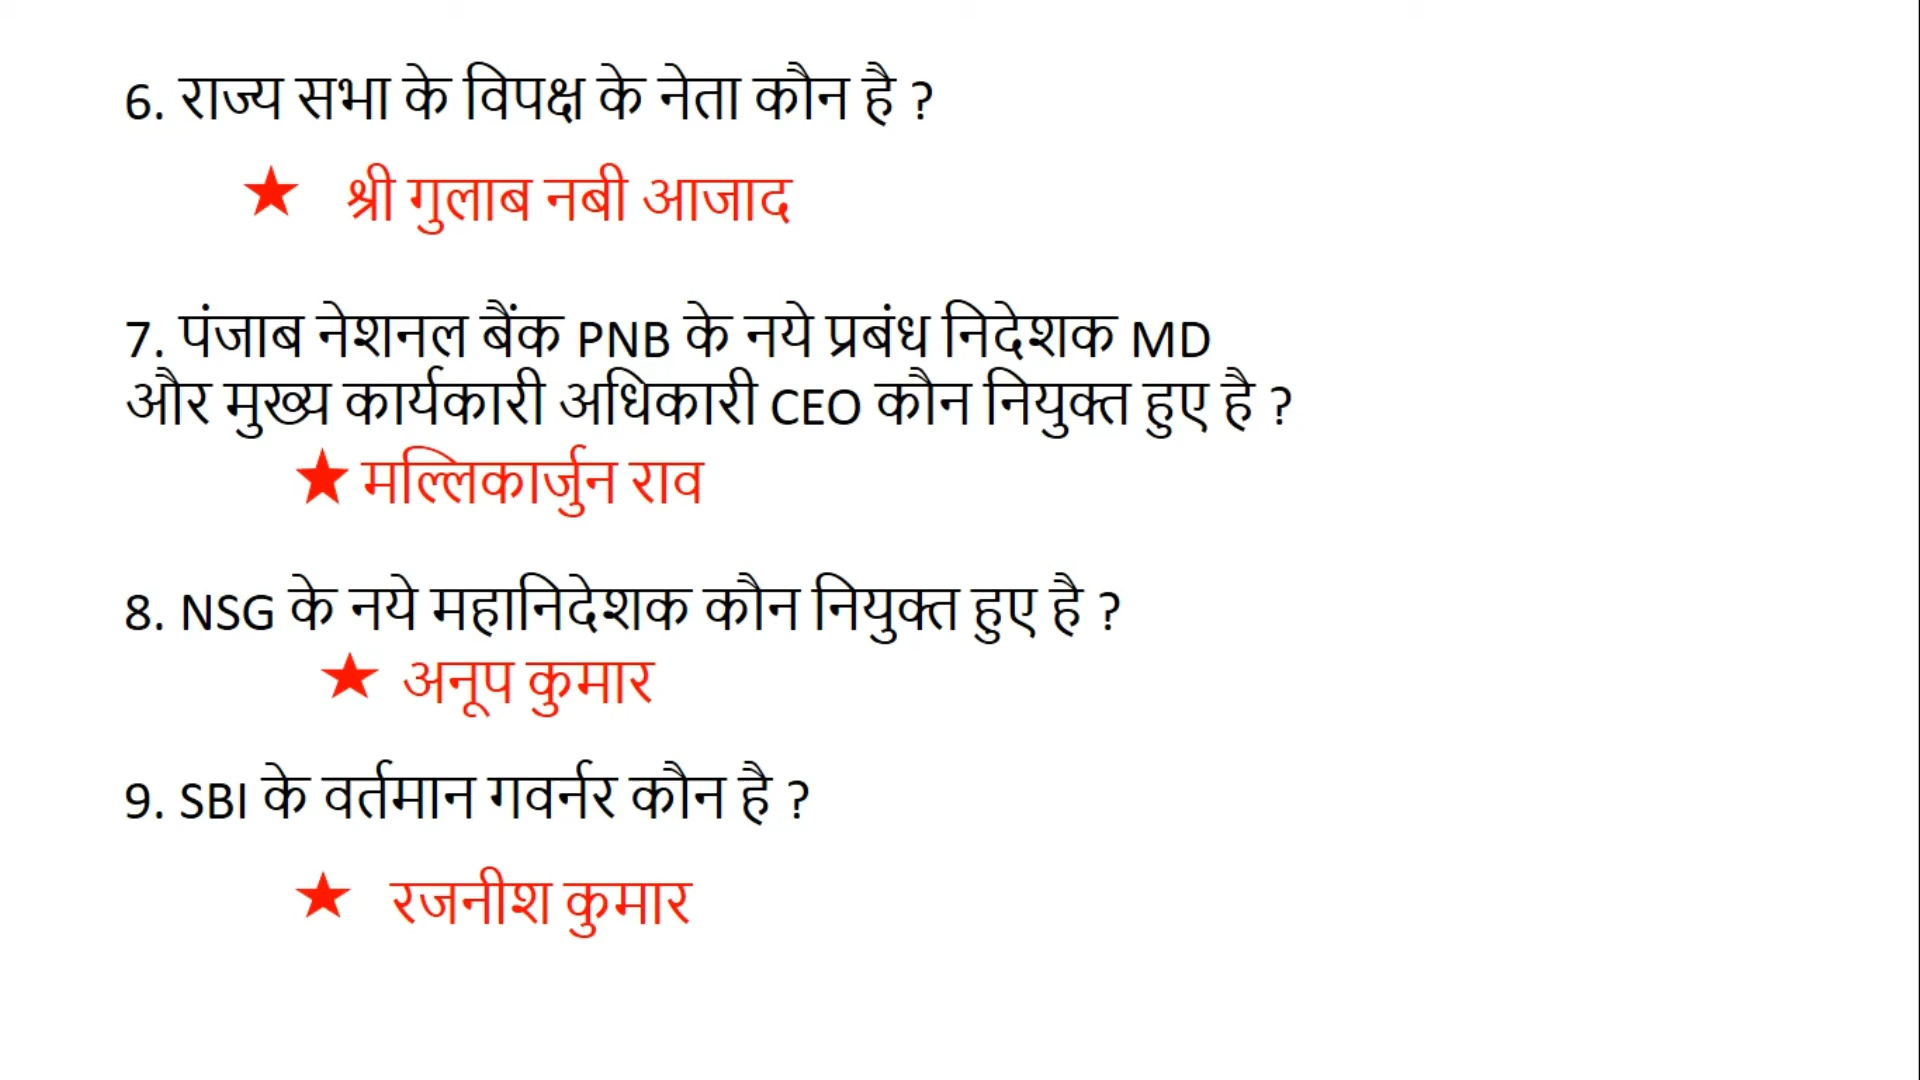 6. राज्य सभा के विपक्ष के नेता कौन है ?
★ श्री गुलाब नबी आजाद
7. पंजाब नेशनल बैंक PNB के नये प्रबंध निदेशक MD
और मुख्य कार्यकारी अधिकारी CEO कौन नियुक्त हुए है ?
★ मल्लिकार्जुन राव
8. NSG के नये महानिदेशक कौन नियुक्त हुए है ?
★ अनूप कुमार
9. SBI के वर्तमान गवर्नर कौन है ?
★ रजनीश कुमार